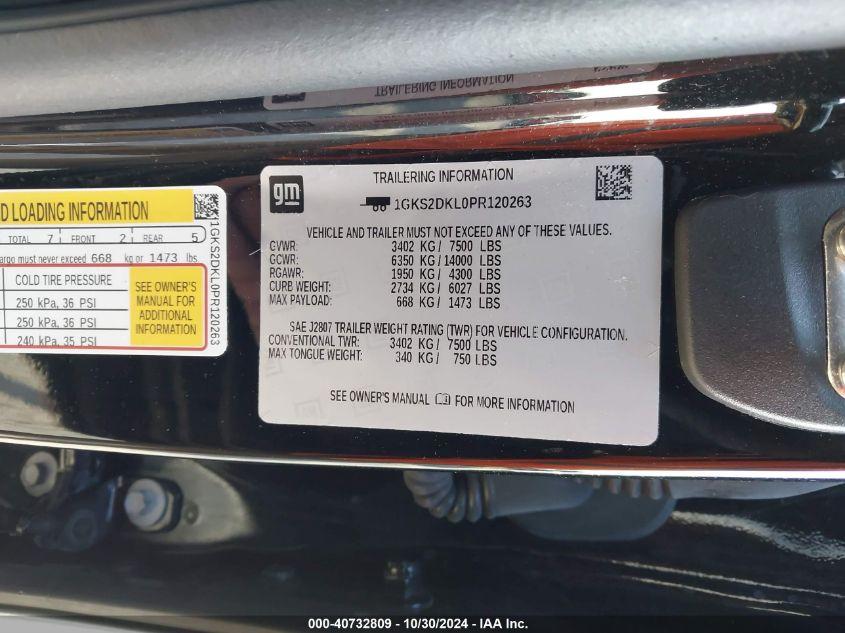 TRAILERING INFORMATION
gm
TRAILERING INFORMATION
1GKS2DKL0PR120263
VEHICLE AND TRAILER MUST NOT EXCEED ANY OF THESE VALUES.
GVWR: 3402 KG/ 7500 LBS
GCWR: 6350 KG/ 14000 LBS
RGAWR: 1950 KG/ 4300 LBS
CURB WEIGHT: 2734 KG/ 6027 LBS
MAX PAYLOAD: 668 KG/ 1473 LBS
SAE J2807 TRAILER WEIGHT RATING (TWR) FOR VEHICLE CONFIGURATION.
CONVENTIONAL TWR: 3402 KG/ 7500 LBS
MAX TONGUE WEIGHT: 340 KG/ 750 LBS
SEE OWNER'S MANUAL FOR MORE INFORMATION
D LOADING INFORMATION
TOTAL 7 FRONT 2 REAR 5
argo must never exceed 668 kg or 1473 lbs
COLD TIRE PRESSURE
250 kPa, 36 PSI
250 kPa, 36 PSI
240 kPa, 35 PSI
SEE OWNER'S
MANUAL FOR
ADDITIONAL
INFORMATION
1GKS2DKL0PR120263
000-40732809 - 10/30/2024 - IAA Inc.